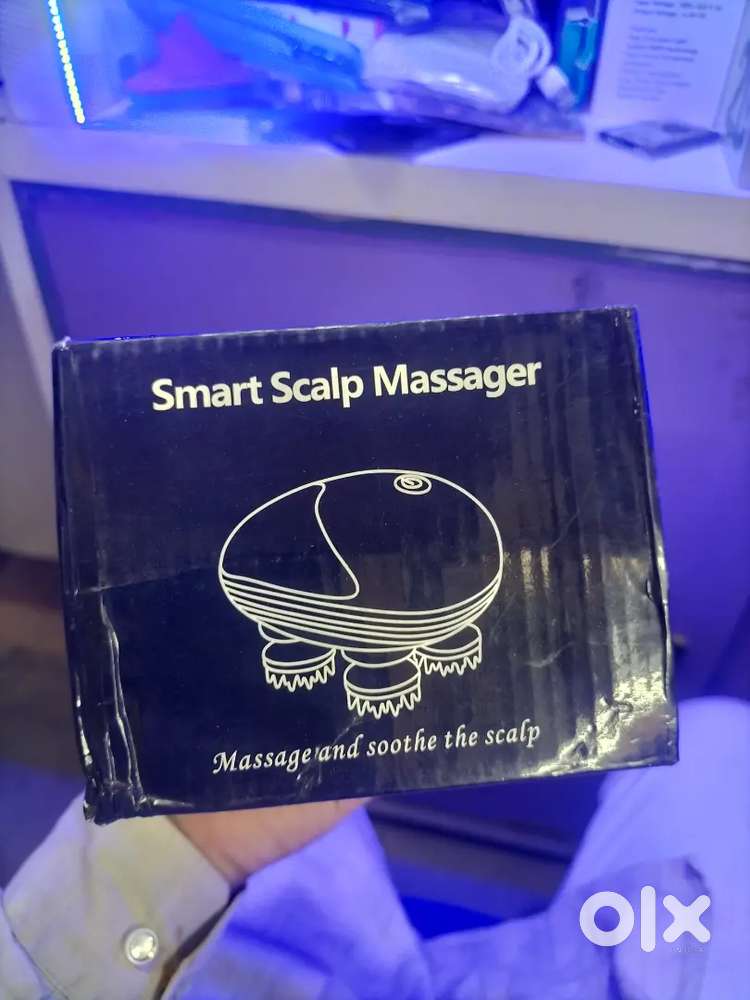 Smart Scalp Massager
Massage and soothe the scalp
olx